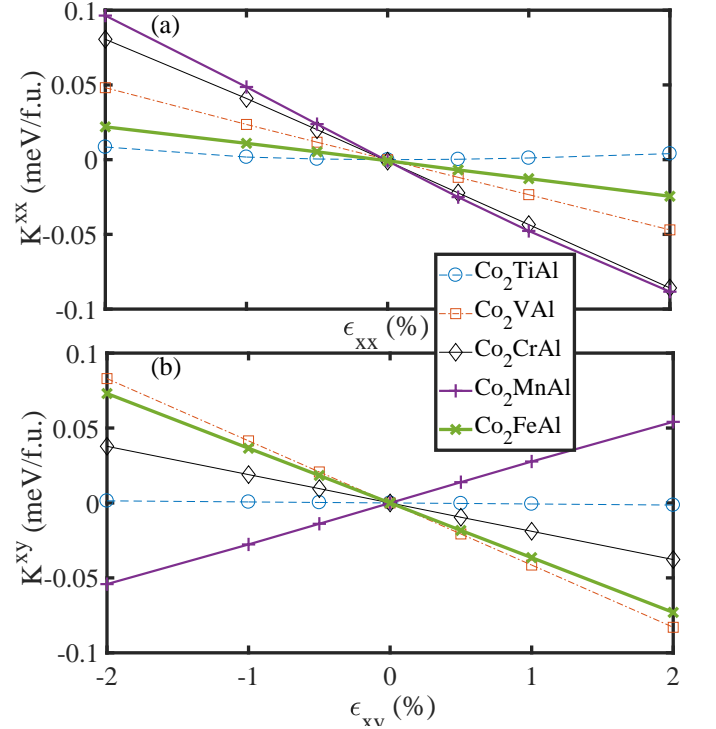 (a)
0.1
0.05
0
-0.05
-0.1
K^xx (meV/f.u.)
ϵ_xx (%)
Co₂TiAl
Co₂VAl
Co₂CrAl
Co₂MnAl
Co₂FeAl
(b)
0.1
0.05
0
-0.05
-0.1
K^xy (meV/f.u.)
-2 -1 0 1 2
ϵ_xy (%)